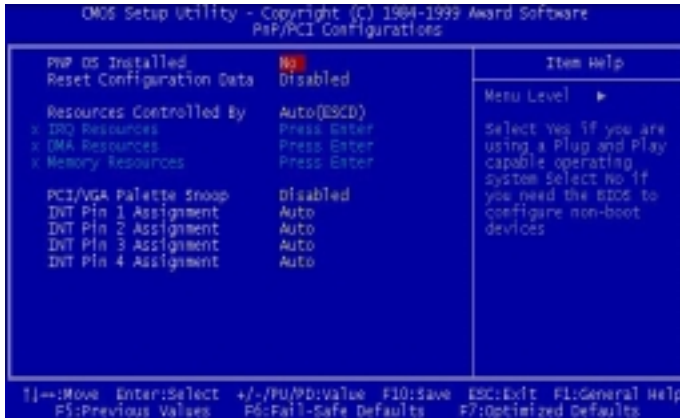 CMOS Setup Utility - Copyright (C) 1984-1999 Award Software
PnP/PCI Configurations
PNP OS Installed No
Reset Configuration Data Disabled
Resources Controlled By Auto(ESCD)
x IRQ Resources Press Enter
x DMA Resources Press Enter
x Memory Resources Press Enter
PCI/VGA Palette Snoop Disabled
INT Pin 1 Assignment Auto
INT Pin 2 Assignment Auto
INT Pin 3 Assignment Auto
INT Pin 4 Assignment Auto
Item Help
Menu Level ►
Select Yes if you are
using a Plug and Play
capable operating
system Select No if
you need the BIOS to
configure non-boot
devices
↑↓→←:Move Enter:Select +/-/PU/PD:Value F10:Save ESC:Exit F1:General Help
F5:Previous Values F6:Fail-Safe Defaults F7:Optimized Defaults